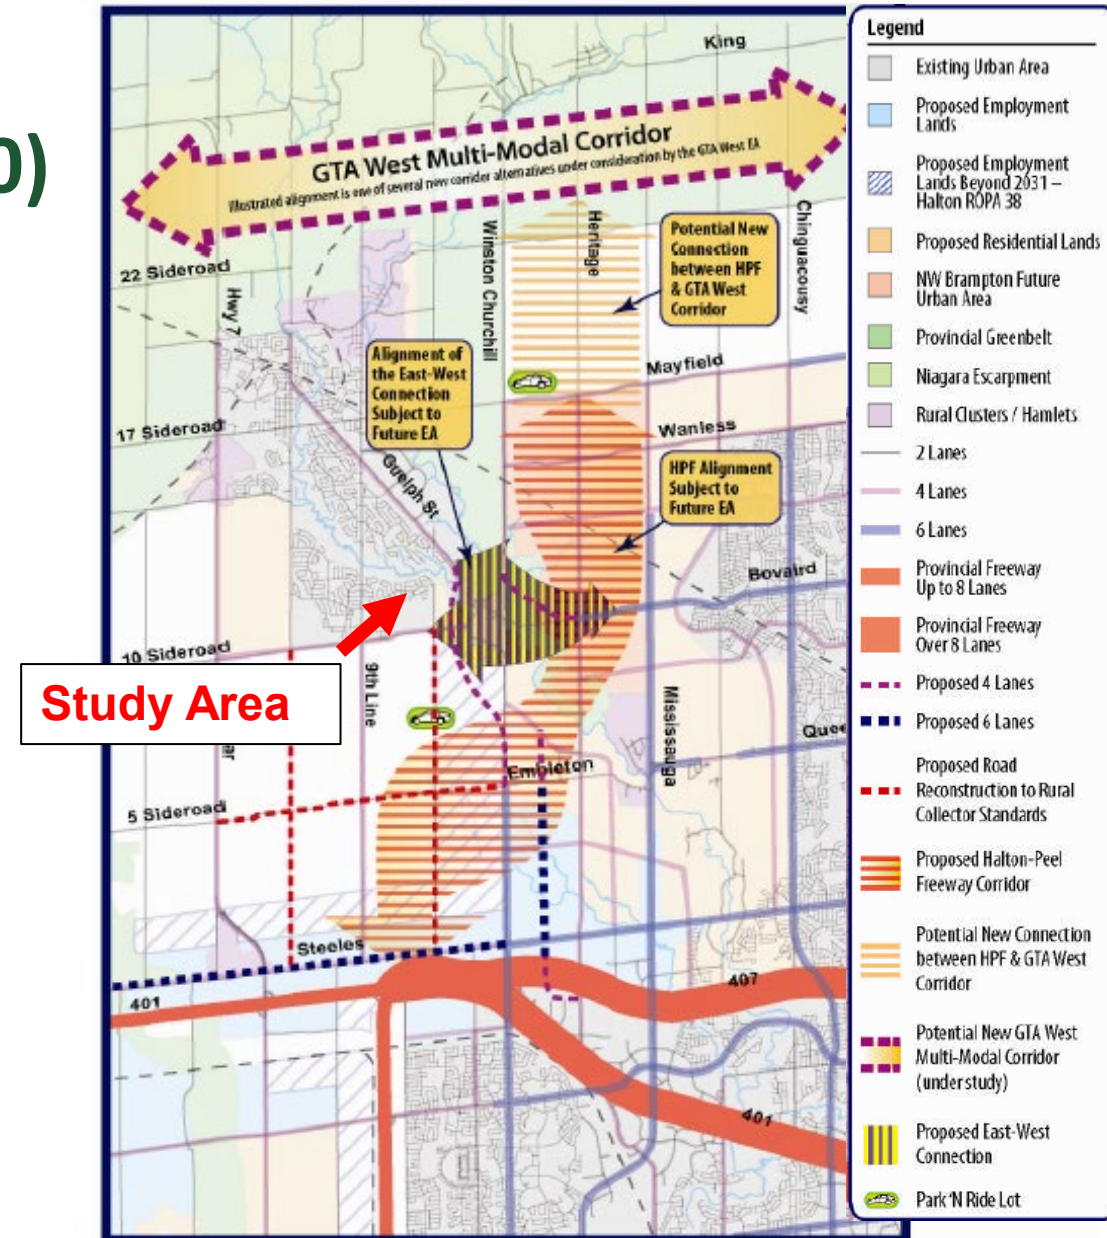 0)
King
GTA West Multi-Modal Corridor
Illustrated alignment is one of several new corridor alternatives under consideration by the GTA West EA
22 Sideroad
Hwy 7
Winston Churchill
Heritage
Chinguacousy
Potential New
Connection
between HPF
& GTA West
Corridor
Alignment of
the East-West
Connection
Subject to
Future EA
Mayfield
17 Sideroad
Wanless
Guelph St
HPF Alignment
Subject to
Future EA
Bovaird
10 Sideroad
Study Area
9th Line
Mississauga
ar
Quee
Embleton
5 Sideroad
Steeles
401
407
401
Legend
Existing Urban Area
Proposed Employment
Lands
Proposed Employment
Lands Beyond 2031 –
Halton ROPA 38
Proposed Residential Lands
NW Brampton Future
Urban Area
Provincial Greenbelt
Niagara Escarpment
Rural Clusters / Hamlets
2 Lanes
4 Lanes
6 Lanes
Provincial Freeway
Up to 8 Lanes
Provincial Freeway
Over 8 Lanes
Proposed 4 Lanes
Proposed 6 Lanes
Proposed Road
Reconstruction to Rural
Collector Standards
Proposed Halton-Peel
Freeway Corridor
Potential New Connection
between HPF & GTA West
Corridor
Potential New GTA West
Multi-Modal Corridor
(under study)
Proposed East-West
Connection
Park 'N Ride Lot